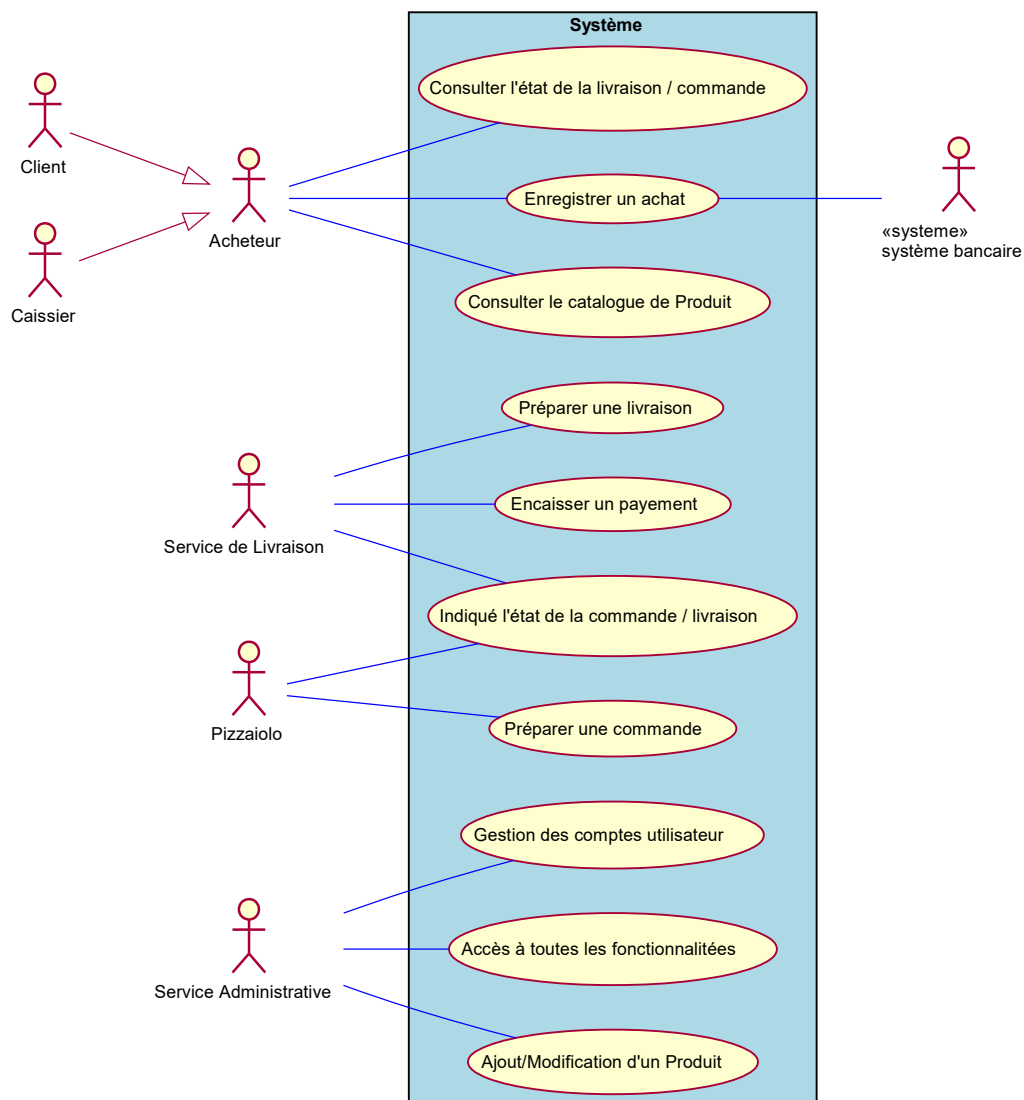 Système
Consulter l'état de la livraison / commande
Client
Enregistrer un achat
Acheteur
«systeme»
système bancaire
Consulter le catalogue de Produit
Caissier
Préparer une livraison
Encaisser un payement
Service de Livraison
Indiqué l'état de la commande / livraison
Préparer une commande
Pizzaiolo
Gestion des comptes utilisateur
Accès à toutes les fonctionnalitées
Service Administrative
Ajout/Modification d'un Produit